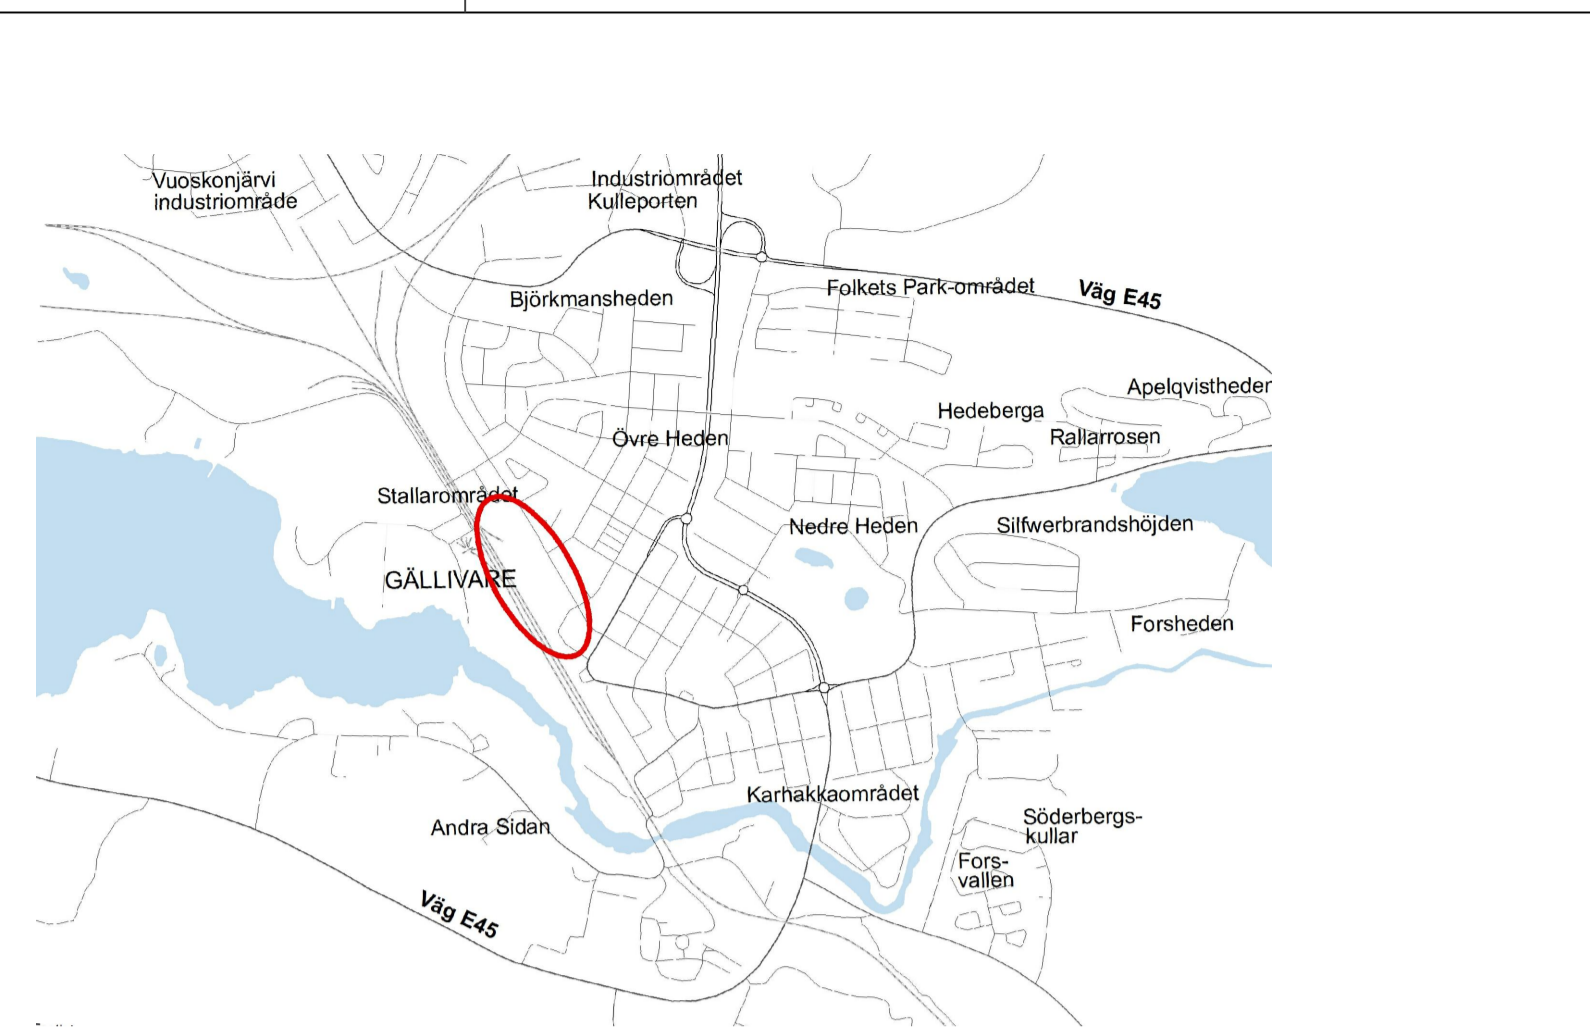 Vuoskonjärvi
industriområde
Industriområdet
Kulleporten
Björkmansheden
Folkets Park-området
Väg E45
Apelqvistheden
Hedeberga
Rallarrosen
Övre Heden
Stallarområdet
Nedre Heden
Silfwerbrandshöjden
GÄLLIVARE
Forsheden
Karhakkaområdet
Andra Sidan
Söderbergs-
kullar
Fors-
vallen
Väg E45